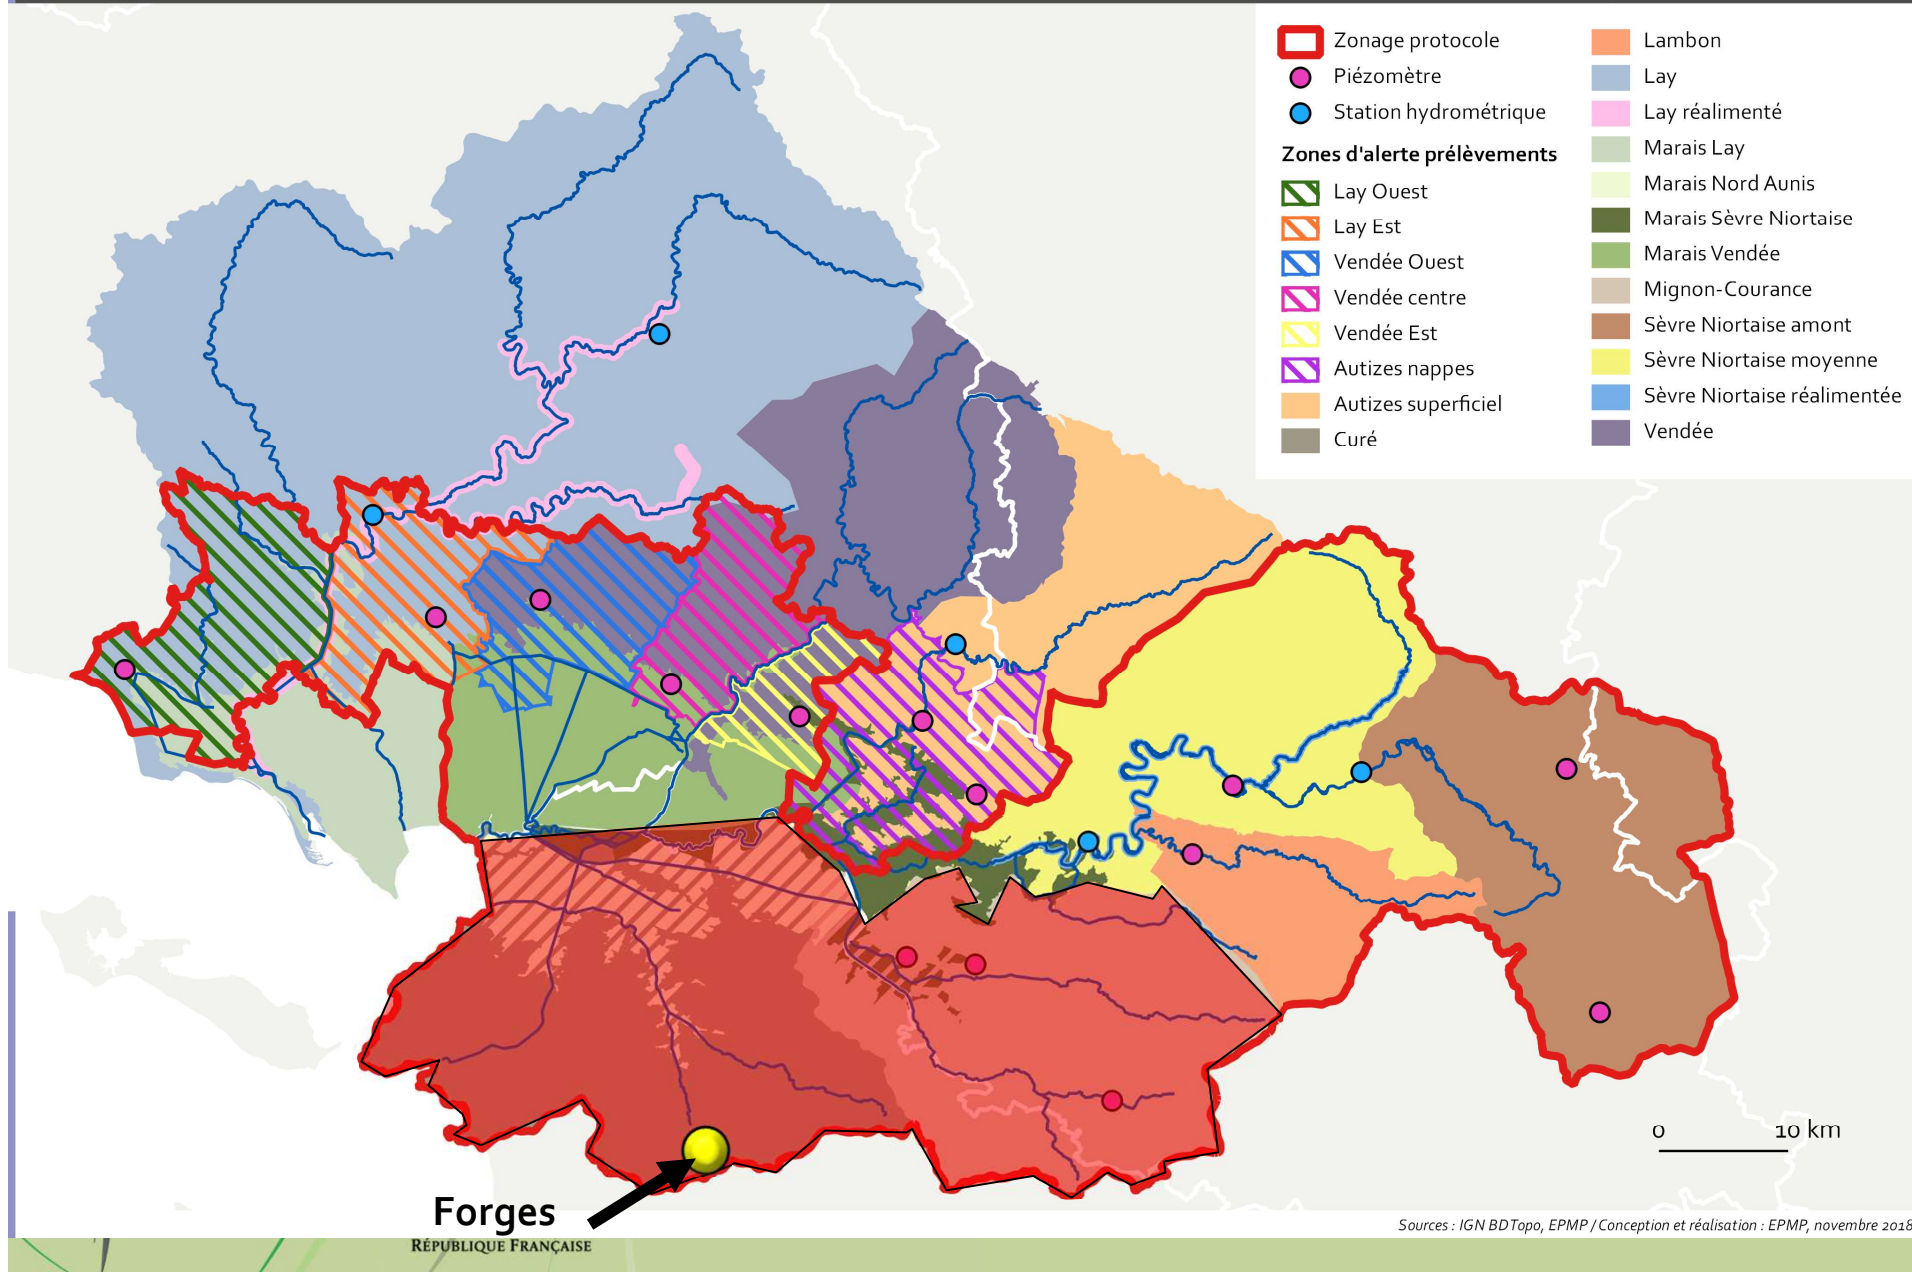 Zonage protocole
Piézomètre
Station hydrométrique
Zones d'alerte prélèvements
Lay Ouest
Lay Est
Vendée Ouest
Vendée centre
Vendée Est
Autizes nappes
Autizes superficiel
Curé
Lambon
Lay
Lay réalimenté
Marais Lay
Marais Nord Aunis
Marais Sèvre Niortaise
Marais Vendée
Mignon-Courance
Sèvre Niortaise amont
Sèvre Niortaise moyenne
Sèvre Niortaise réalimentée
Vendée
0 10 km
Forges
Sources : IGN BDTopo, EPMP / Conception et réalisation : EPMP, novembre 2018
RÉPUBLIQUE FRANÇAISE